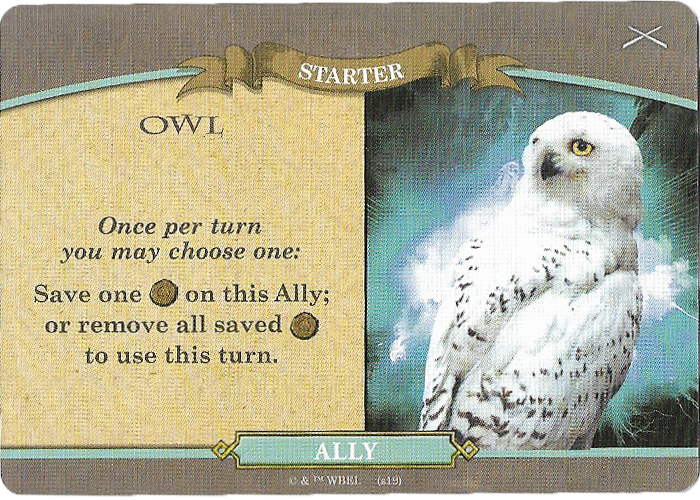 STARTER
OWL
Once per turn
you may choose one:
Save one on this Ally;
or remove all saved
to use this turn.
ALLY
© & ™ WBEI. (s19)